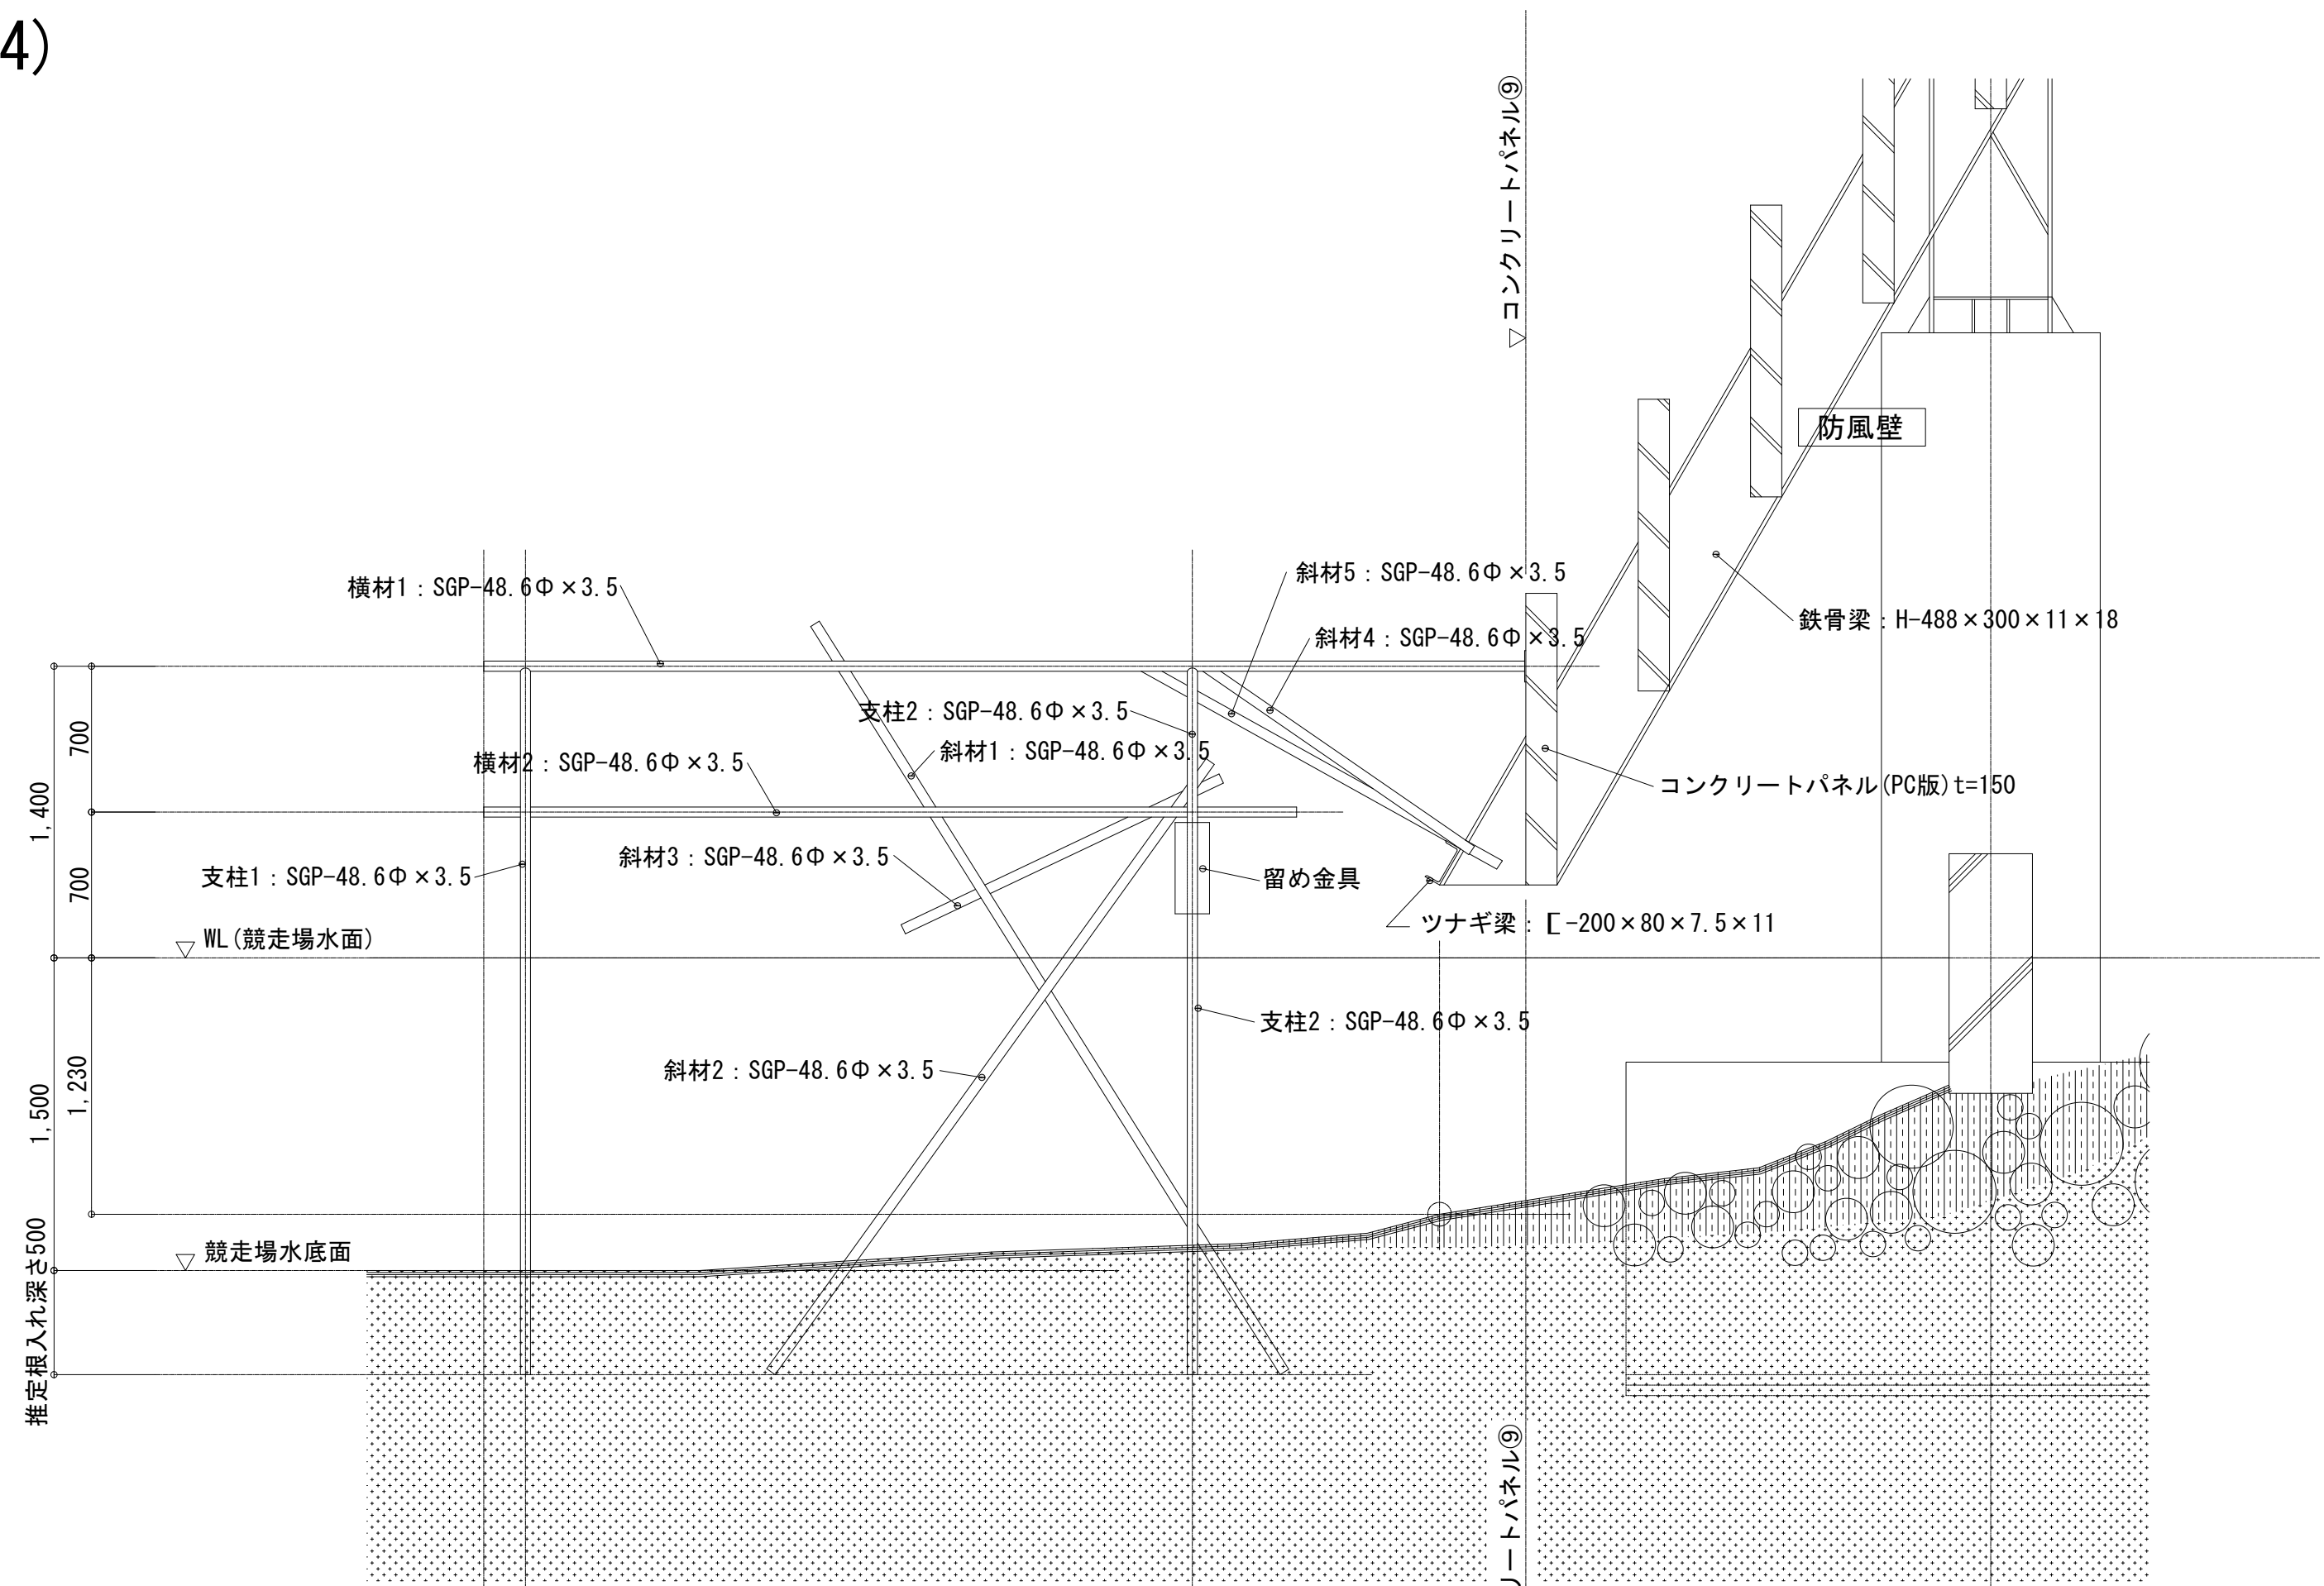 4)
▽コンクリートパネル⑨
防風壁
横材1：SGP-48.6Φ×3.5
斜材5：SGP-48.6Φ×3.5
斜材4：SGP-48.6Φ×3.5
鉄骨梁：H-488×300×11×18
支柱2：SGP-48.6Φ×3.5
斜材1：SGP-48.6Φ×3.5
横材2：SGP-48.6Φ×3.5
コンクリートパネル(PC版)t=150
700
1,400
斜材3：SGP-48.6Φ×3.5
支柱1：SGP-48.6Φ×3.5
700
留め金具
ツナギ梁：[-200×80×7.5×11
WL(競走場水面)
支柱2：SGP-48.6Φ×3.5
斜材2：SGP-48.6Φ×3.5
1,230
1,500
競走場水底面
推定根入れ深さ500
リートパネル⑨